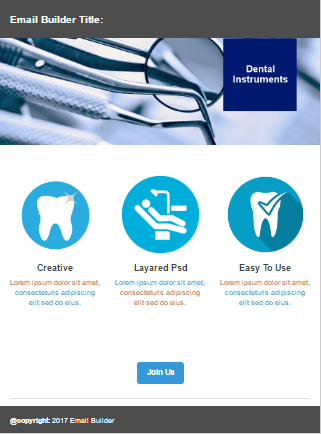 Email Builder Title:
Dental
Instruments
Creative
Lorem ipsum dolor sit amet,
consecteturis adipiscing
elit sed do eius.
Layared Psd
Lorem ipsum dolor sit amet,
consecteturis adipiscing
elit sed do eius.
Easy To Use
Lorem ipsum dolor sit amet,
consecteturis adipiscing
elit sed do eius.
Join Us
@copyright: 2017 Email Builder